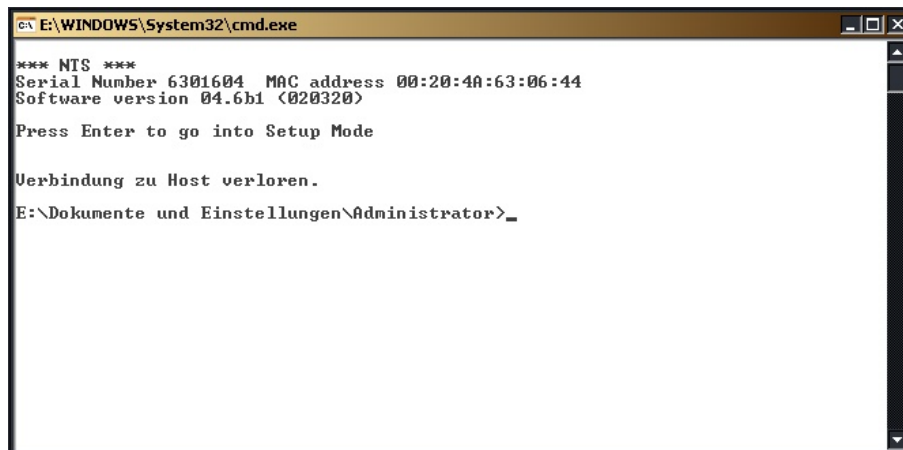 E:\WINDOWS\System32\cmd.exe
*** NTS ***
Serial Number 6301604  MAC address 00:20:4A:63:06:44
Software version 04.6b1 (020320)
Press Enter to go into Setup Mode
Verbindung zu Host verloren.
E:\Dokumente und Einstellungen\Administrator>_